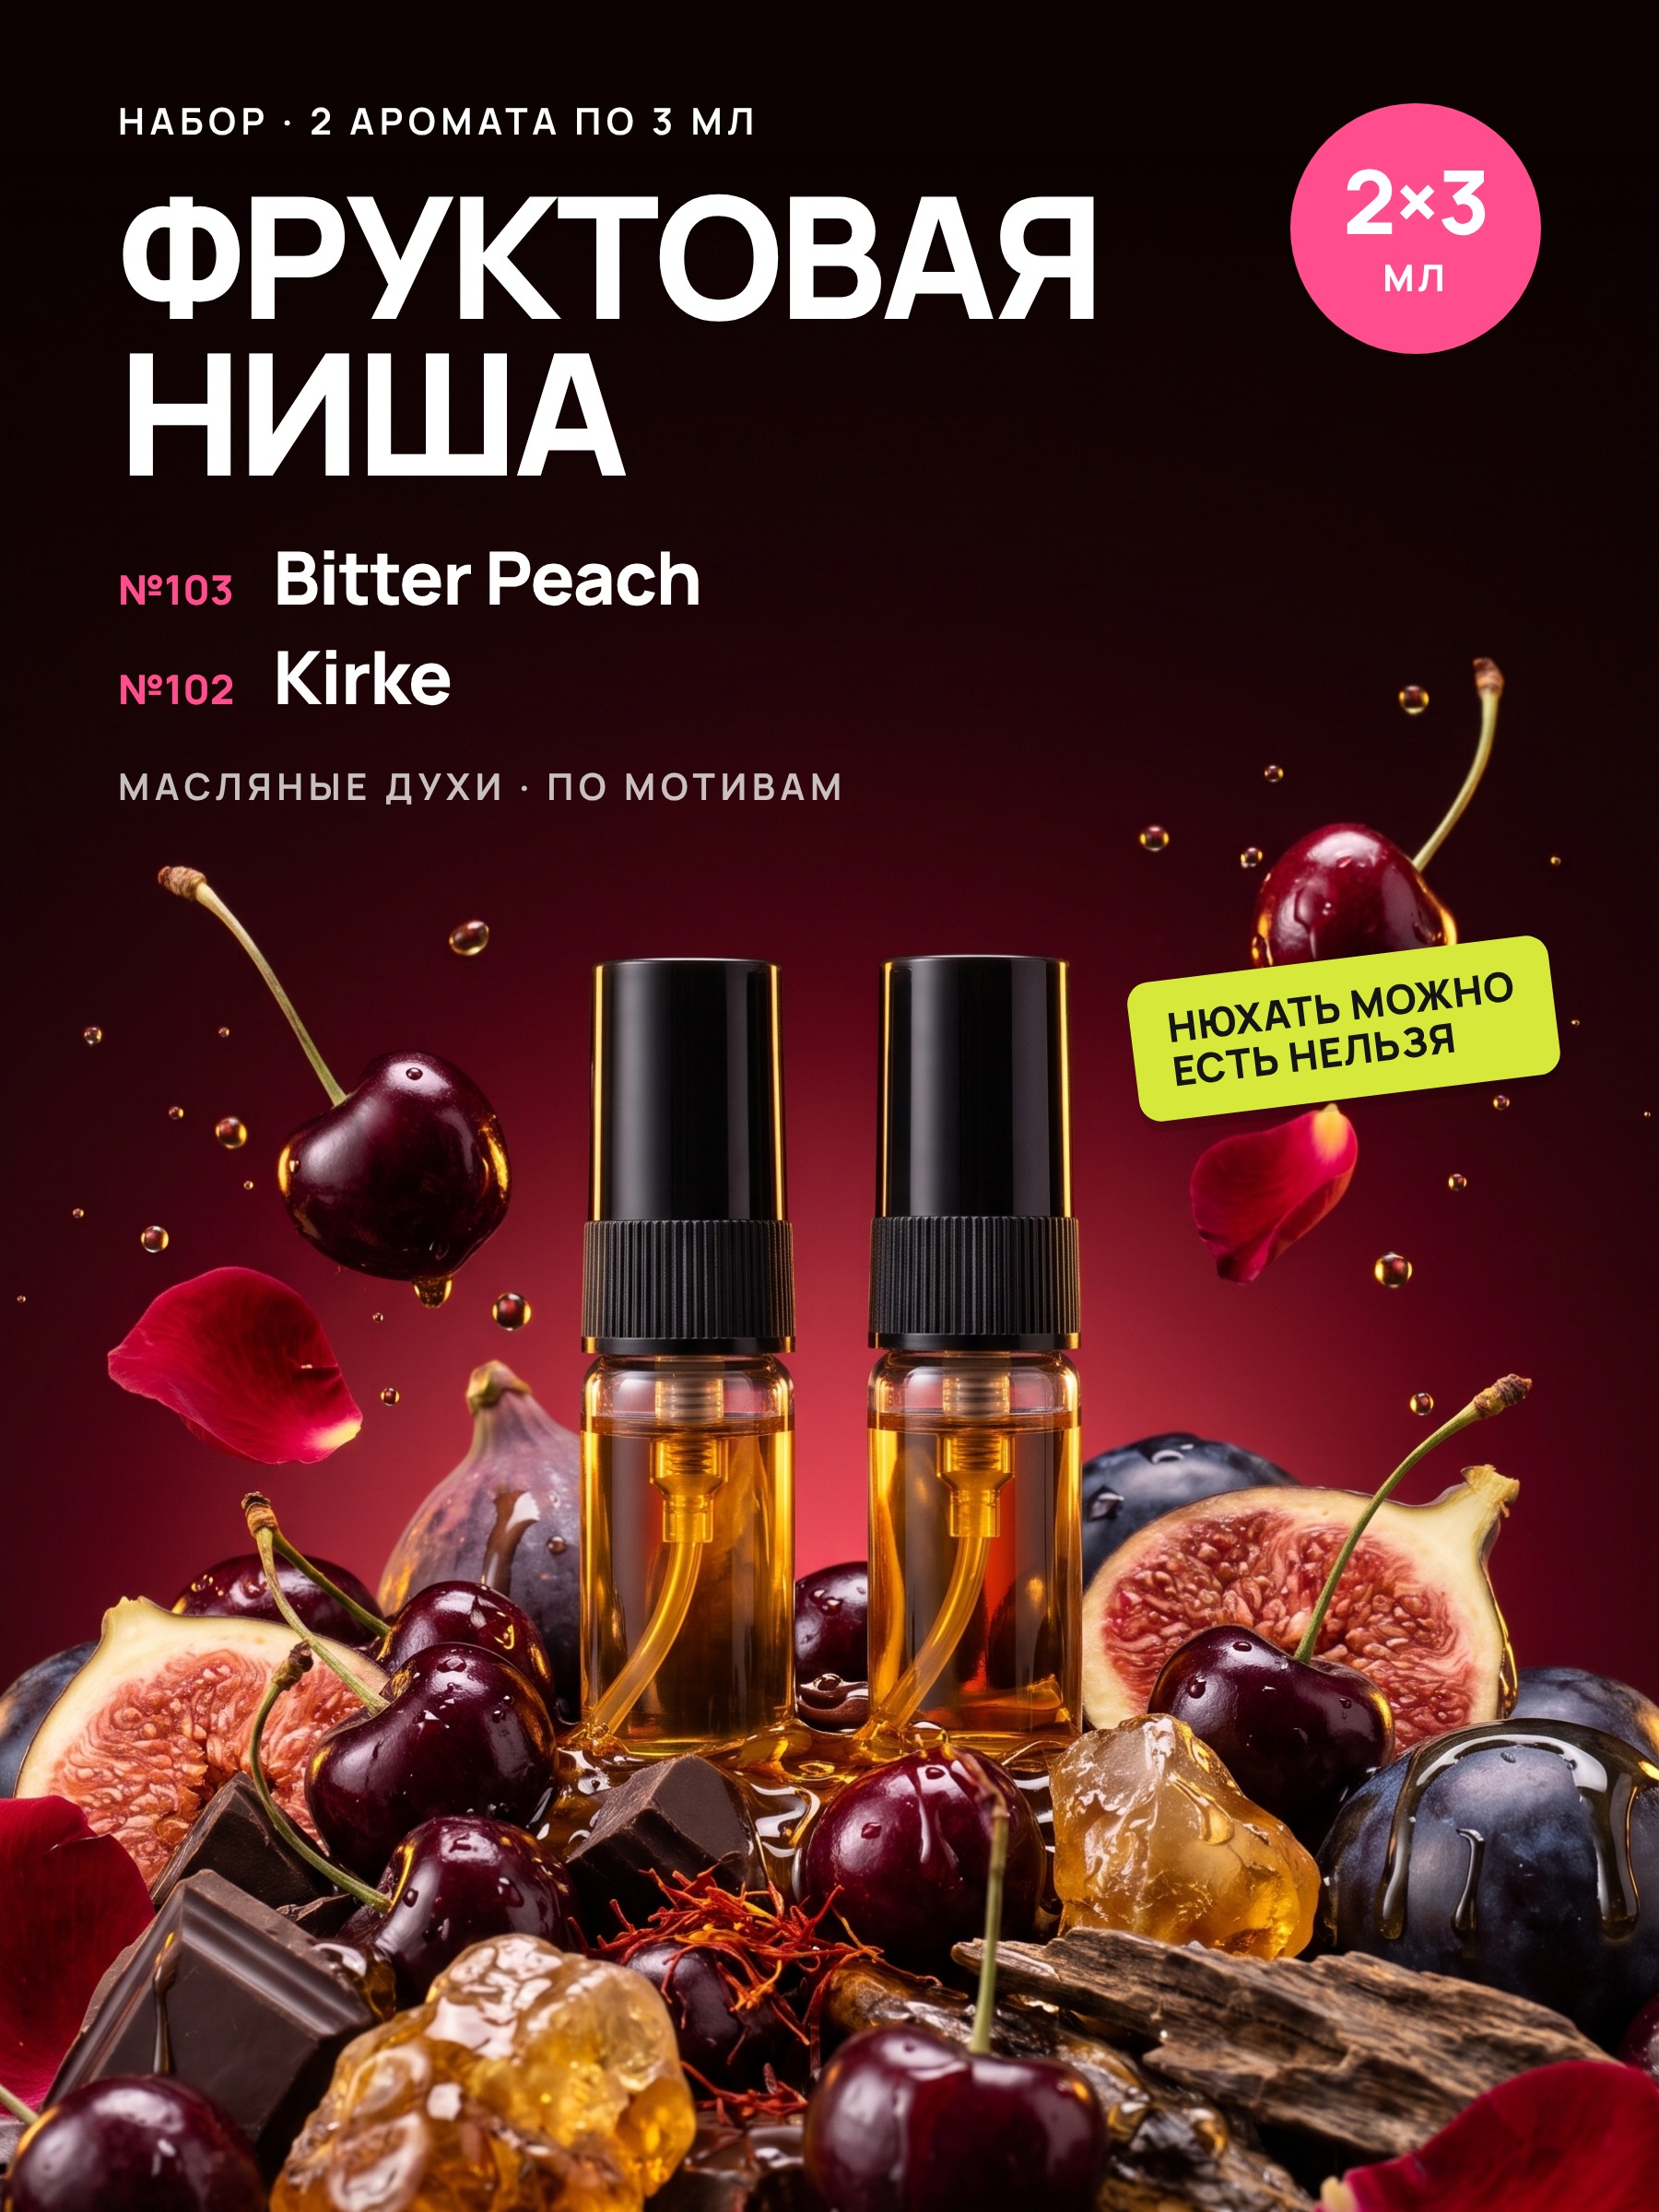 НАБОР · 2 АРОМАТА ПО 3 МЛ
2×3
МЛ
ФРУКТОВАЯ
НИША
№103 Bitter Peach
№102 Kirke
МАСЛЯНЫЕ ДУХИ · ПО МОТИВАМ
НЮХАТЬ МОЖНО
ЕСТЬ НЕЛЬЗЯ